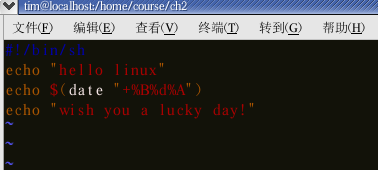 tim@localhost:/home/course/ch2
文件(F) 编辑(E) 查看(V) 终端(T) 转到(G) 帮助(H)
#!/bin/sh
echo "hello linux"
echo $(date "+%B%d%A")
echo "wish you a lucky day!"
~
~
~